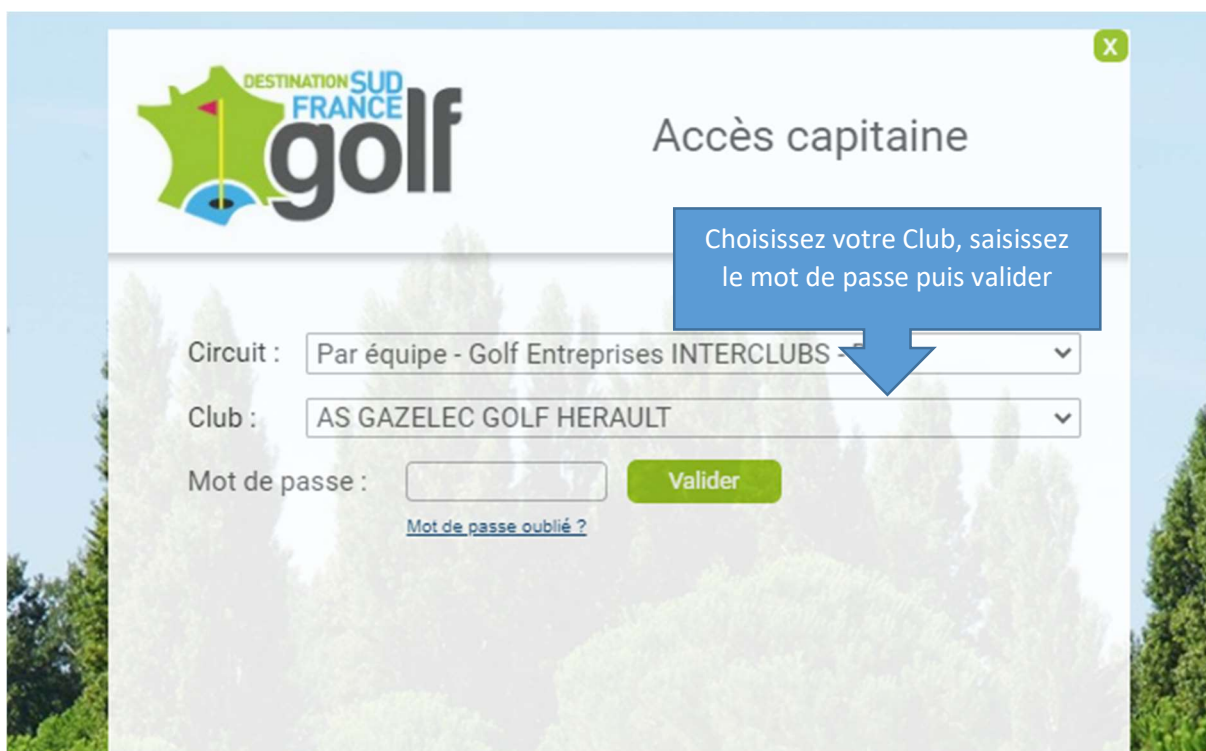 X
DESTINATION SUD
FRANCE
golf
Accès capitaine
Choisissez votre Club, saisissez
le mot de passe puis valider
Circuit : Par équipe - Golf Entreprises INTERCLUBS -
Club : AS GAZELEC GOLF HERAULT
Mot de passe : Valider
Mot de passe oublié ?